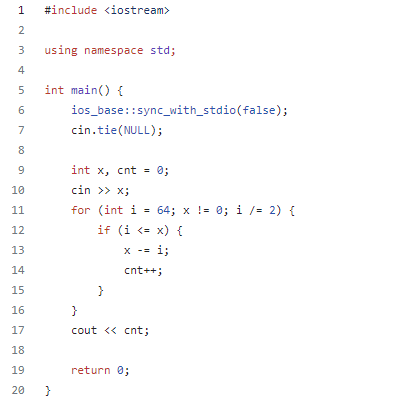 1 #include <iostream>
2
3 using namespace std;
4
5 int main() {
6     ios_base::sync_with_stdio(false);
7     cin.tie(NULL);
8
9     int x, cnt = 0;
10     cin >> x;
11     for (int i = 64; x != 0; i /= 2) {
12         if (i <= x) {
13             x -= i;
14             cnt++;
15         }
16     }
17     cout << cnt;
18
19     return 0;
20 }